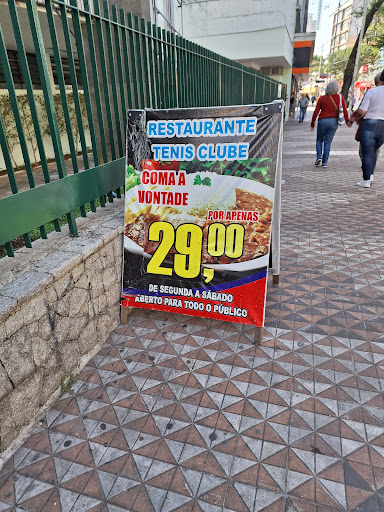 RESTAURANTE
TENIS CLUBE
COMA A
VONTADE
POR APENAS
29,00
DE SEGUNDA A SÁBADO
ABERTO PARA TODO O PÚBLICO